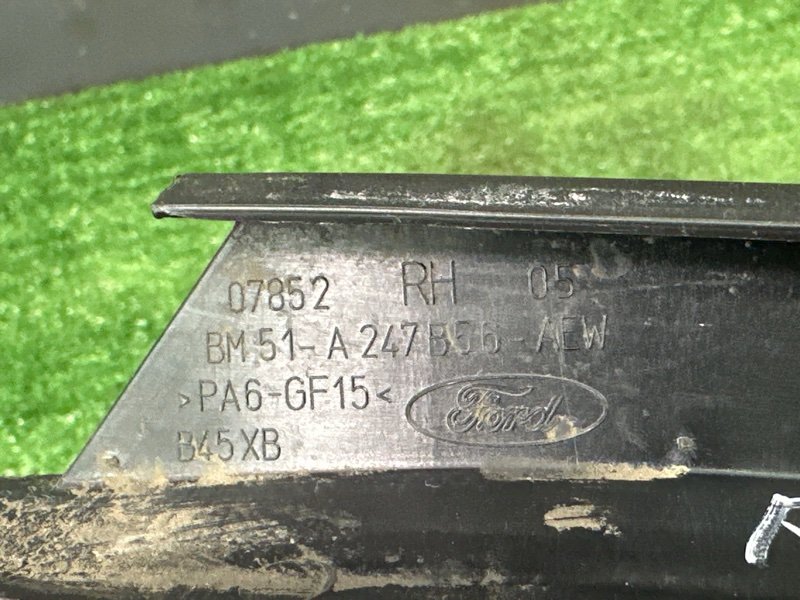 07852 RH 05
BM51-A247B56-AEW
>PA6-GF15<
Ford
B45XB